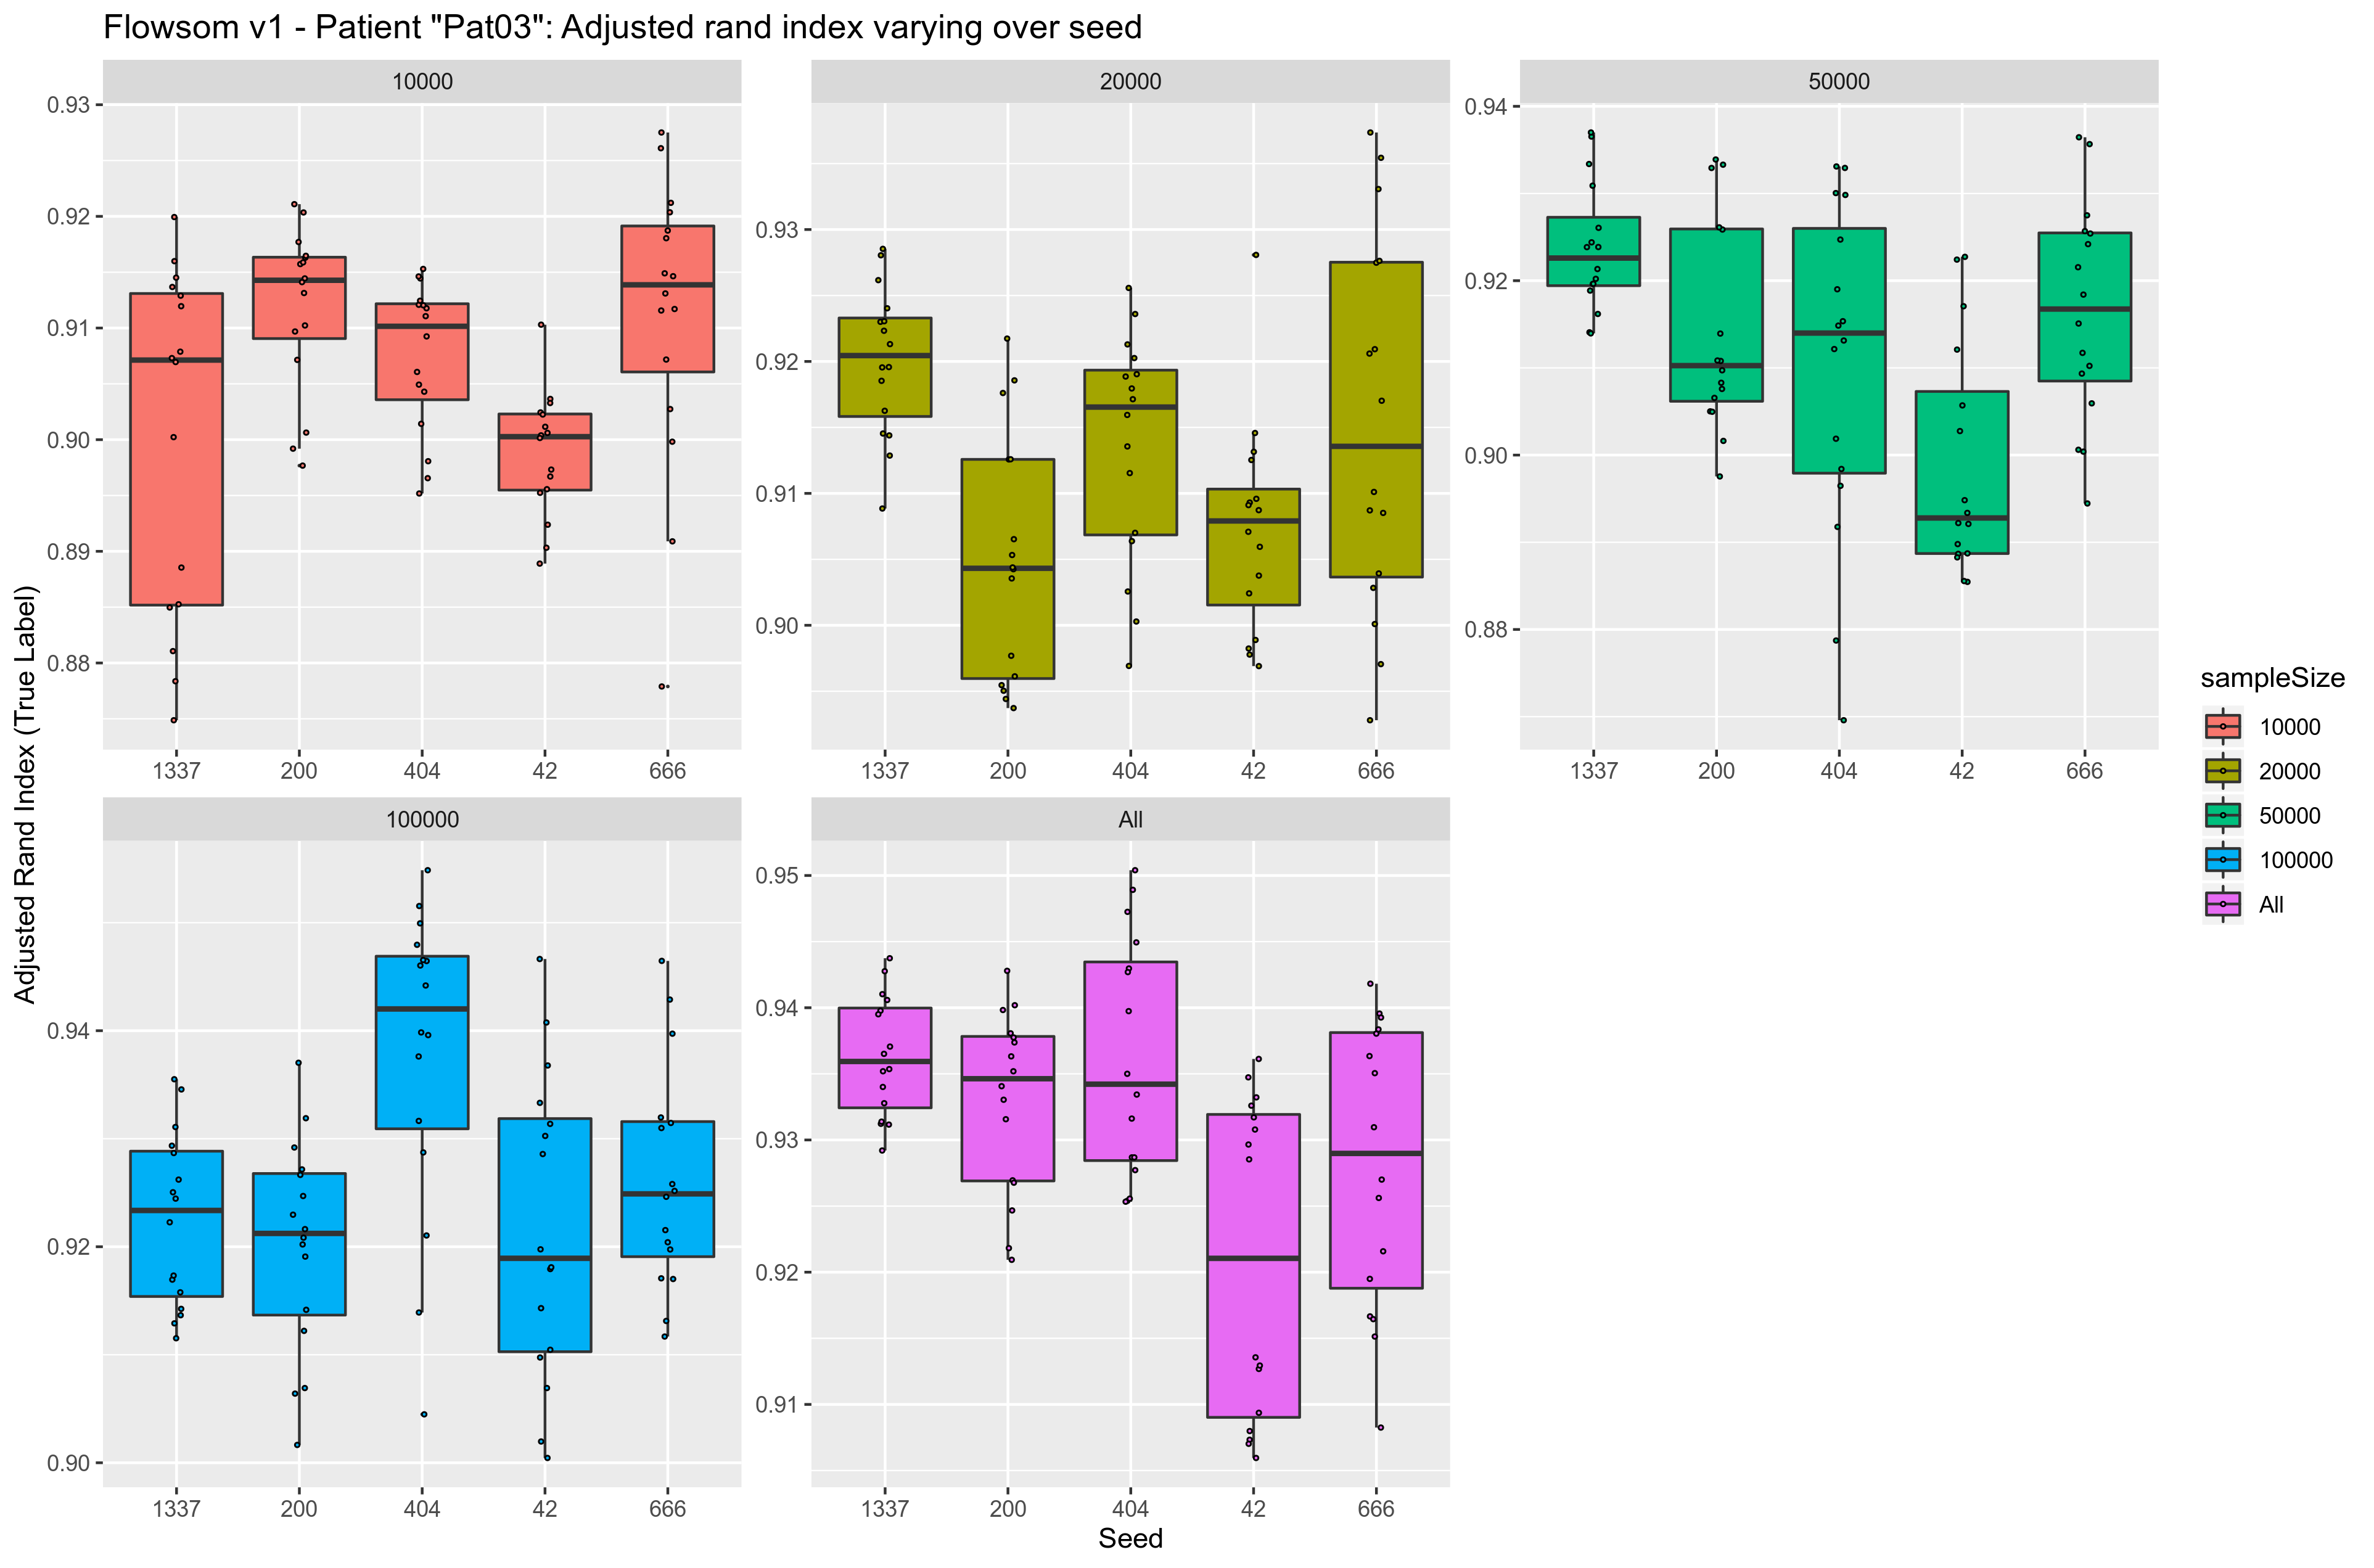 Flowsom v1 - Patient "Pat03": Adjusted rand index varying over seed
10000
20000
50000
0.93
0.92
0.91
0.90
0.89
0.88
0.93
0.92
0.91
0.90
0.94
0.92
0.90
0.88
1337 200 404 42 666
1337 200 404 42 666
1337 200 404 42 666
Adjusted Rand Index (True Label)
100000
All
0.94
0.92
0.90
0.95
0.94
0.93
0.92
0.91
1337 200 404 42 666
1337 200 404 42 666
Seed
sampleSize
10000
20000
50000
100000
All